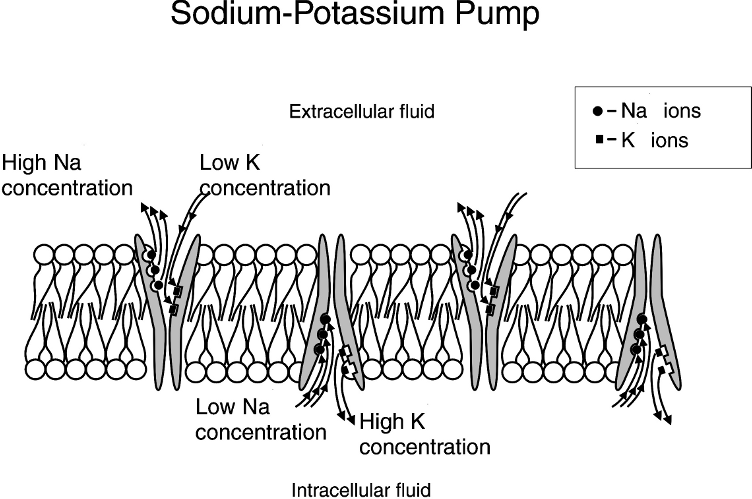 Sodium-Potassium Pump
Extracellular fluid
–Na ions
–K ions
High Na
concentration
Low K
concentration
Low Na
concentration
High K
concentration
Intracellular fluid